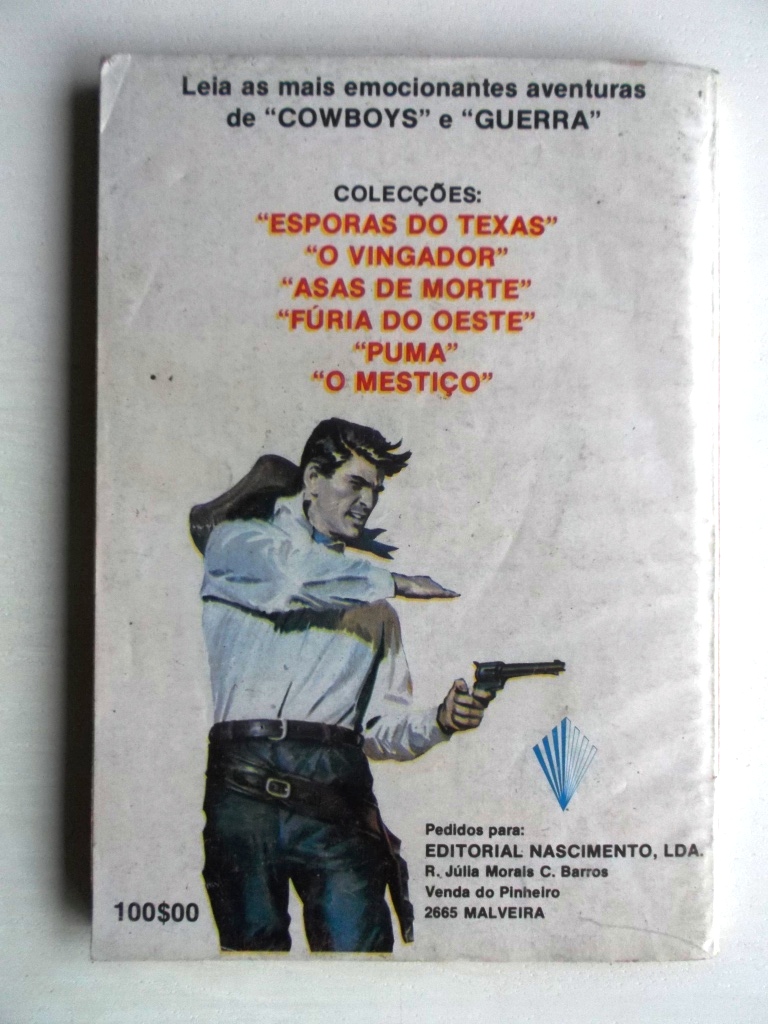 Leia as mais emocionantes aventuras
de “COWBOYS” e “GUERRA”
COLECÇÕES:
“ESPORAS DO TEXAS”
“O VINGADOR”
“ASAS DE MORTE”
“FÚRIA DO OESTE”
“PUMA”
“O MESTIÇO”
Pedidos para:
EDITORIAL NASCIMENTO, LDA.
R. Júlia Morais C. Barros
Venda do Pinheiro
2665 MALVEIRA
100$00